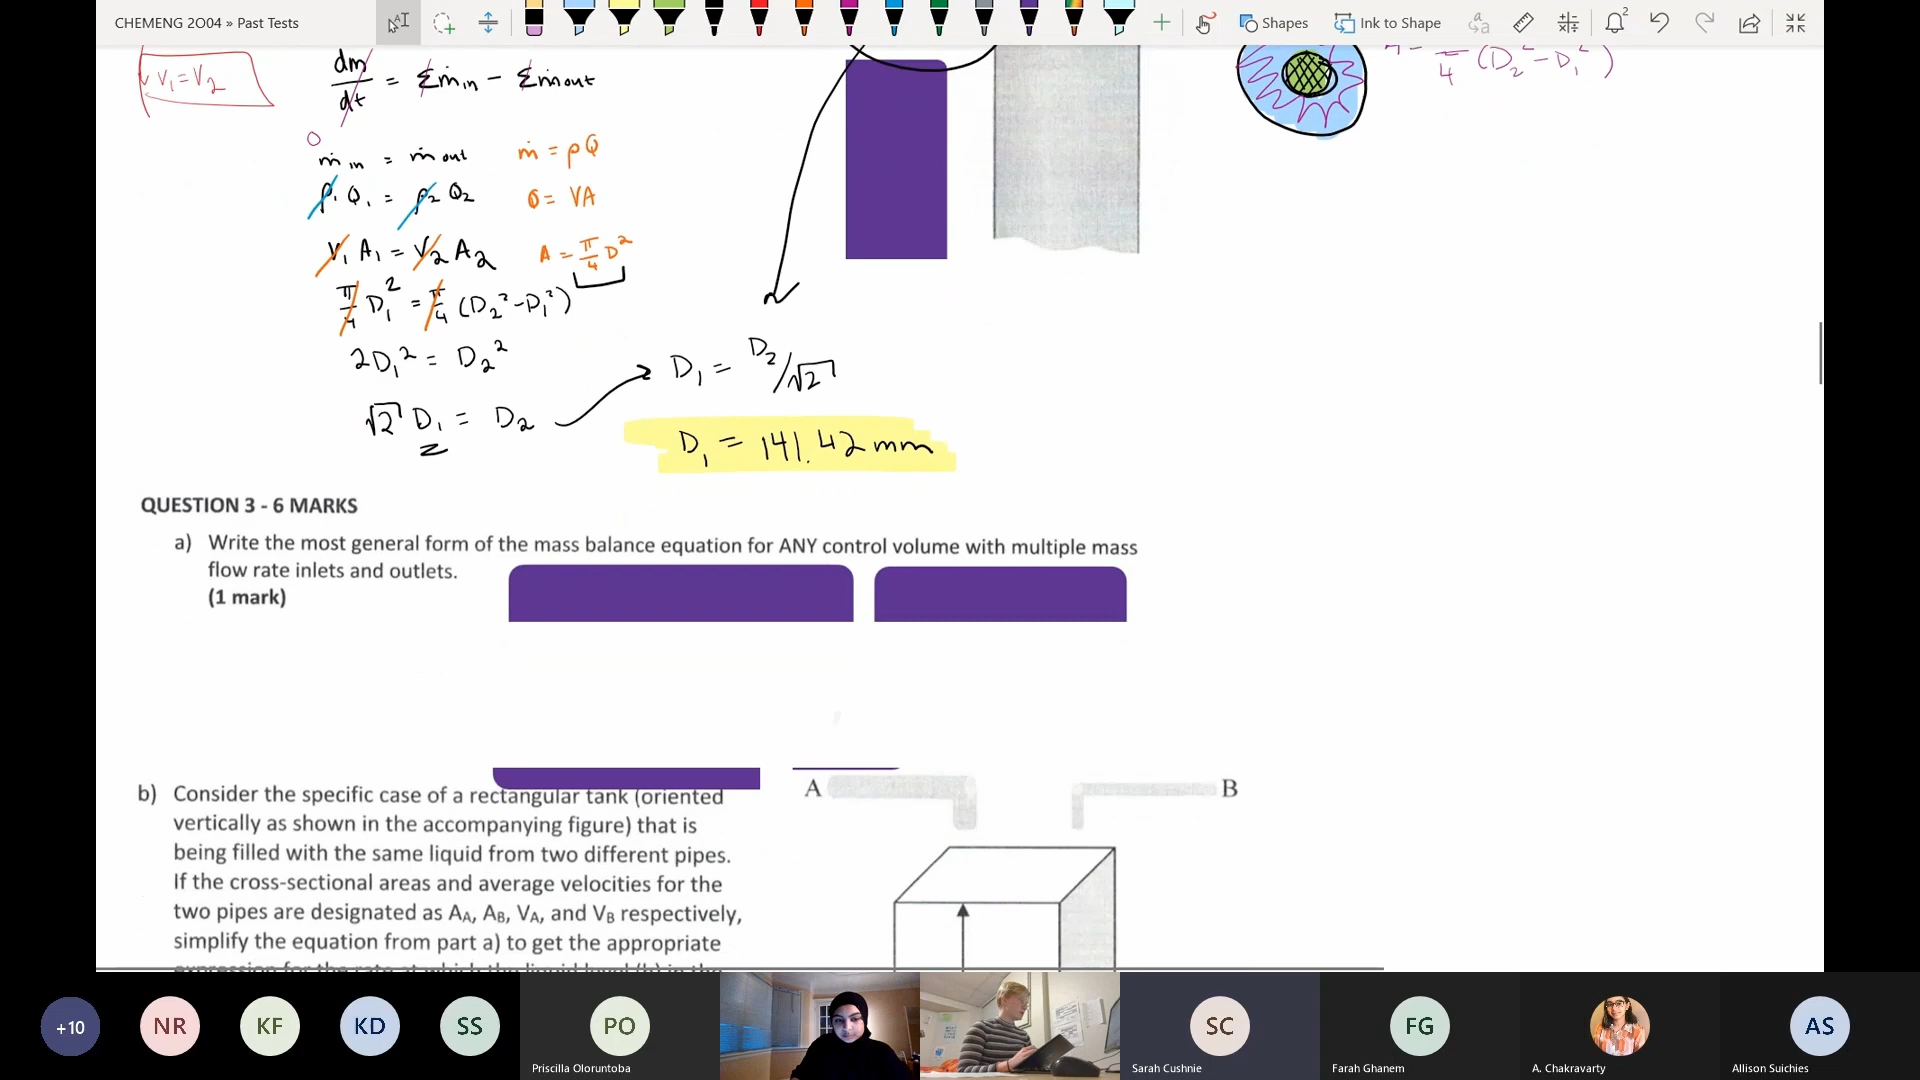 CHEMENG 2O04 » Past Tests
Shapes
Ink to Shape
2
V₁ = V₂
dm/dt = Σṁin − Σṁout
0
ṁin = ṁout
ṁ = ρQ
ρ₁Q₁ = ρ₂Q₂
Q = VA
V₁A₁ = V₂A₂
A = π/4 D²
π/4 D₁² = π/4 (D₂² − D₁²)
2D₁² = D₂²
√2 D₁ = D₂
D₁ = D₂/√2
D₁ = 141.42 mm
π/4 (D₂² − D₁²)
QUESTION 3 - 6 MARKS
a) Write the most general form of the mass balance equation for ANY control volume with multiple mass
flow rate inlets and outlets.
(1 mark)
b) Consider the specific case of a rectangular tank (oriented
vertically as shown in the accompanying figure) that is
being filled with the same liquid from two different pipes.
If the cross-sectional areas and average velocities for the
two pipes are designated as AA, AB, VA, and VB respectively,
simplify the equation from part a) to get the appropriate
A
B
+10
NR
KF
KD
SS
PO
Priscilla Oloruntoba
SC
Sarah Cushnie
FG
Farah Ghanem
A. Chakravarty
AS
Allison Suichies